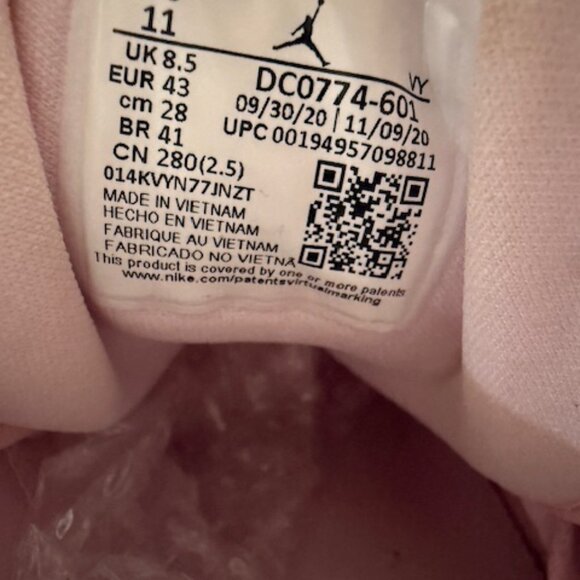 11
UK 8.5
EUR 43
cm 28
BR 41
CN 280(2.5)
014KVYN77JNZT
MADE IN VIETNAM
HECHO EN VIETNAM
FABRIQUE AU VIETNAM
FABRICADO NO VIETNA
This product is covered by one or more patents
www.nike.com/patentsvirtualmarking
VY
DC0774-601
09/30/20 | 11/09/20
UPC 00194957098811